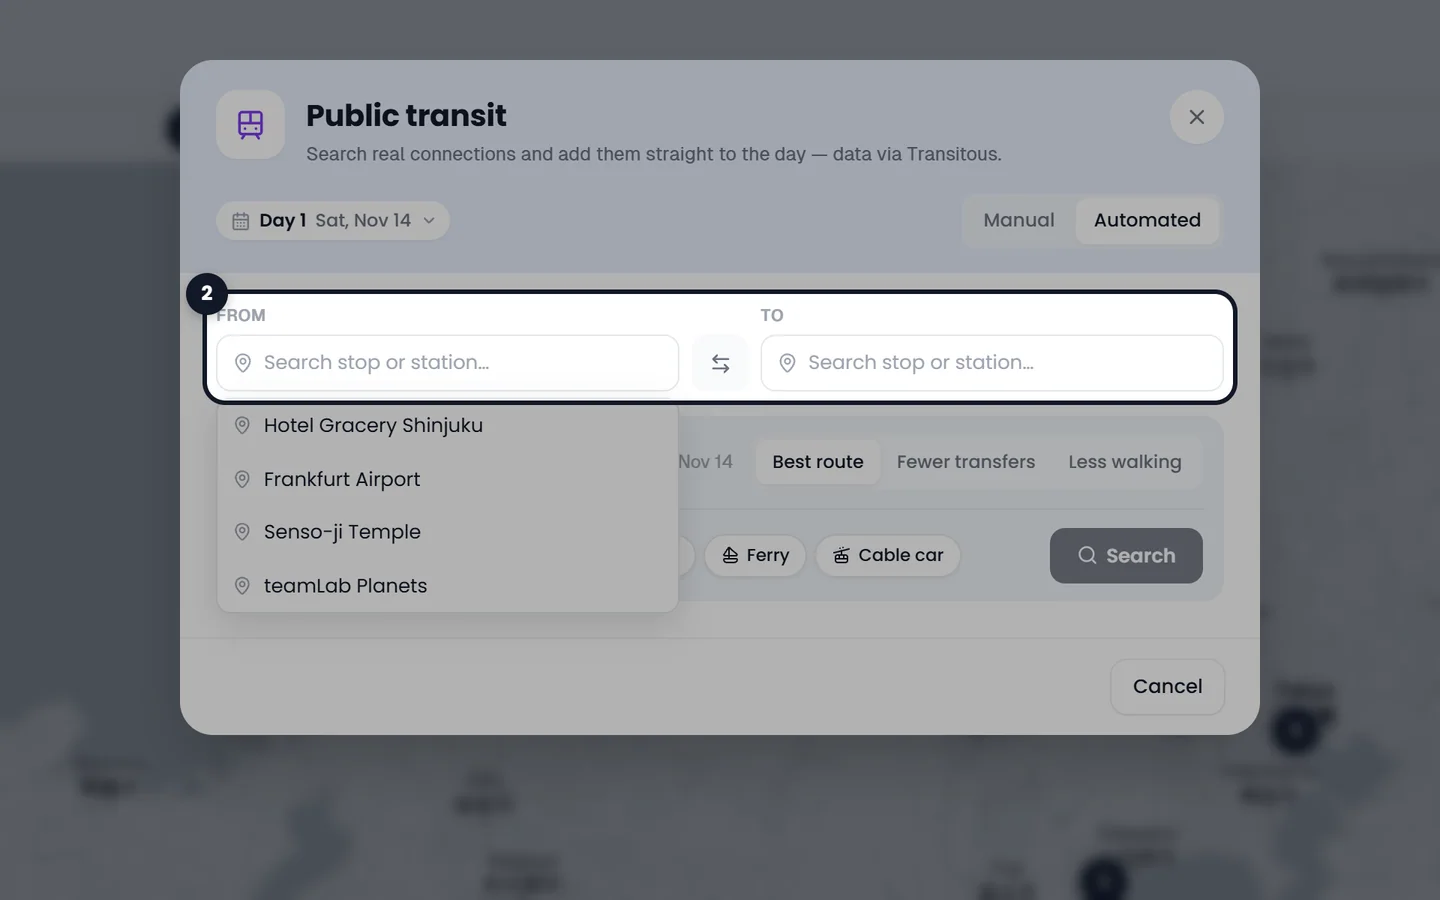 Public transit
Search real connections and add them straight to the day — data via Transitous.
Day 1 Sat, Nov 14
Manual
Automated
2
FROM
TO
Search stop or station...
Search stop or station...
Hotel Gracery Shinjuku
Frankfurt Airport
Senso-ji Temple
teamLab Planets
Nov 14
Best route
Fewer transfers
Less walking
Ferry
Cable car
Search
Cancel